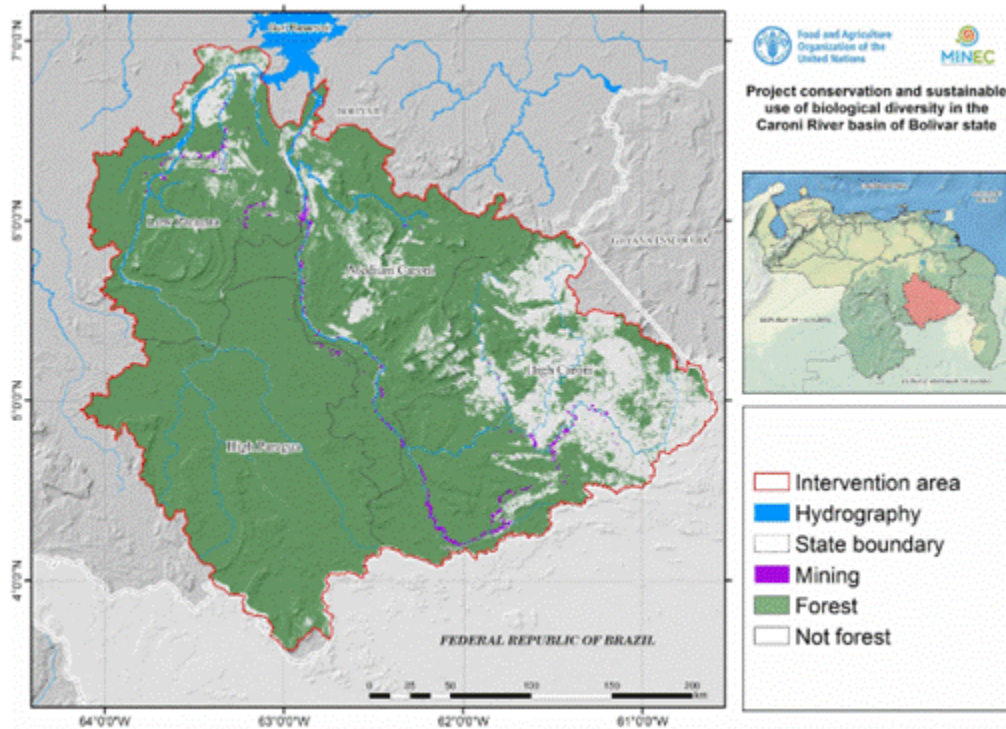 7°0'0"N
6°0'0"N
5°0'0"N
4°0'0"N
64°0'0"W
63°0'0"W
62°0'0"W
61°0'0"W
Medium Caroni
High Caroni
High Paragua
FEDERAL REPUBLIC OF BRAZIL
0 25 50 100 150 200
km
Food and Agriculture
Organization of the
United Nations
MINEC
Project conservation and sustainable
use of biological diversity in the
Caroni River basin of Bolivar state
Intervention area
Hydrography
State boundary
Mining
Forest
Not forest